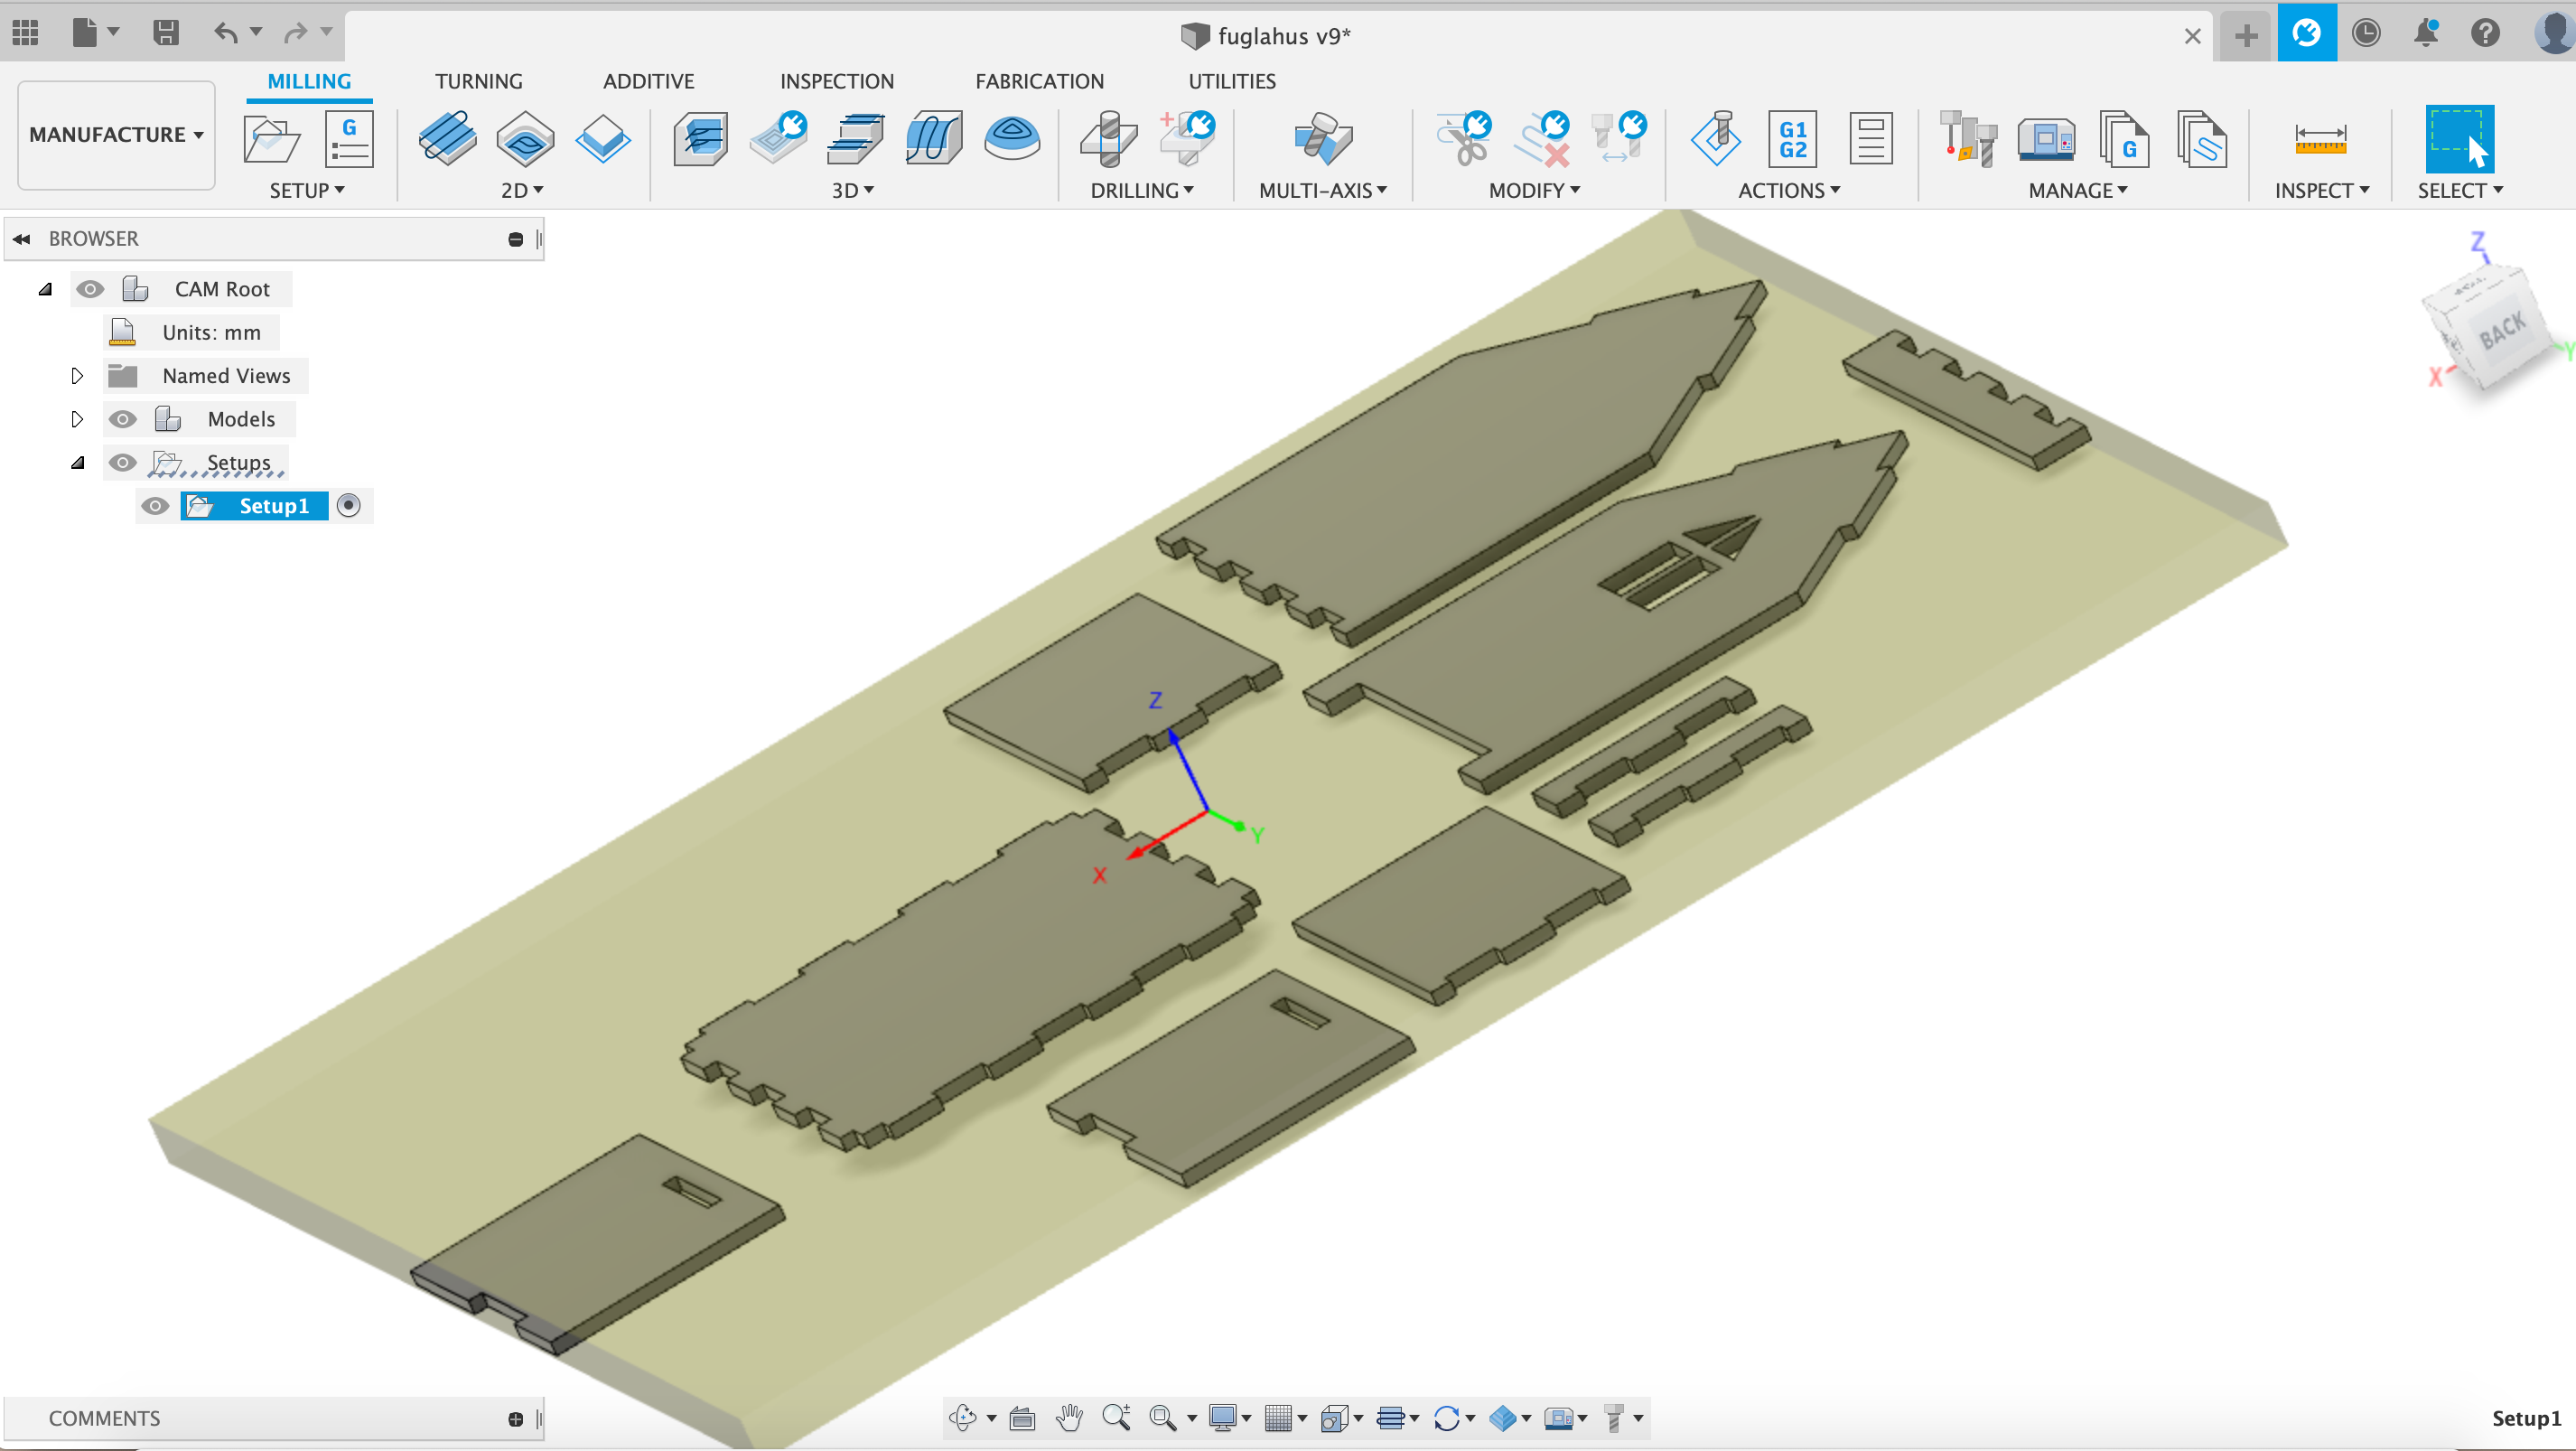 fuglahus v9*
MILLING TURNING ADDITIVE INSPECTION FABRICATION UTILITIES
MANUFACTURE
G G1 G2 G
SETUP 2D 3D DRILLING MULTI-AXIS MODIFY ACTIONS MANAGE INSPECT SELECT
BROWSER
CAM Root
Units: mm
Named Views
Models
Setups
Setup1
Z
BACK
X Y
Z
Y
X
COMMENTS
Setup1